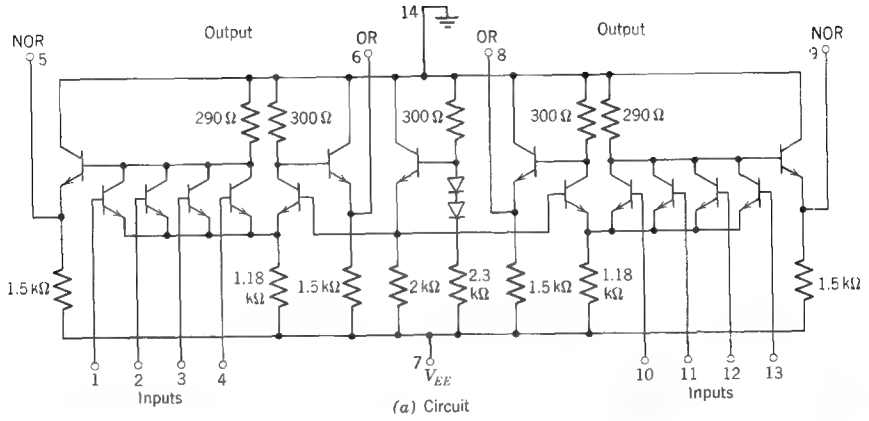 14
NOR
Output
OR
OR
Output
NOR
5
6
8
9
290 Ω
300 Ω
300 Ω
300 Ω
290 Ω
1.5 kΩ
1.18
kΩ
1.5 kΩ
2 kΩ
2.3
kΩ
1.5 kΩ
1.18
kΩ
1.5 kΩ
7
VEE
1
2
3
4
10
11
12
13
Inputs
Inputs
(a) Circuit